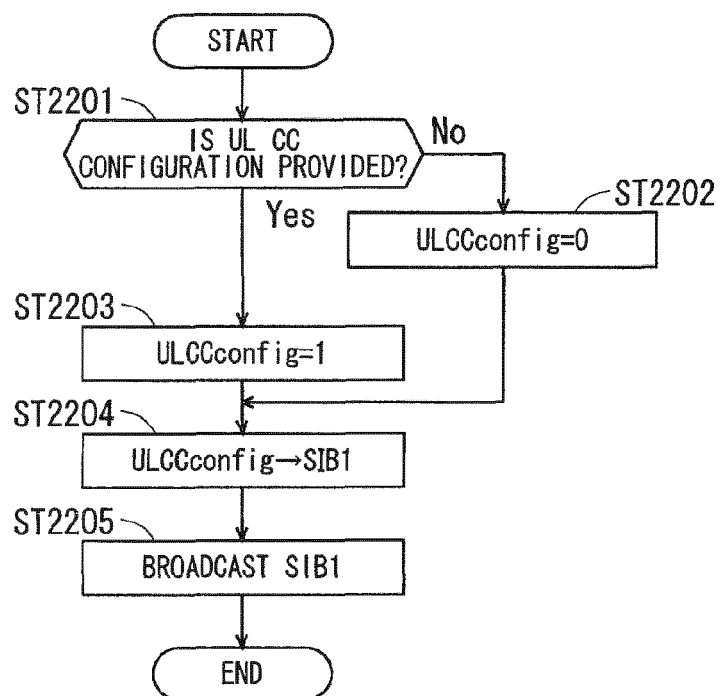 START
ST2201
IS UL CC
CONFIGURATION PROVIDED?
No
Yes
ST2202
ULCCconfig=0
ST2203
ULCCconfig=1
ST2204
ULCCconfig→SIB1
ST2205
BROADCAST SIB1
END